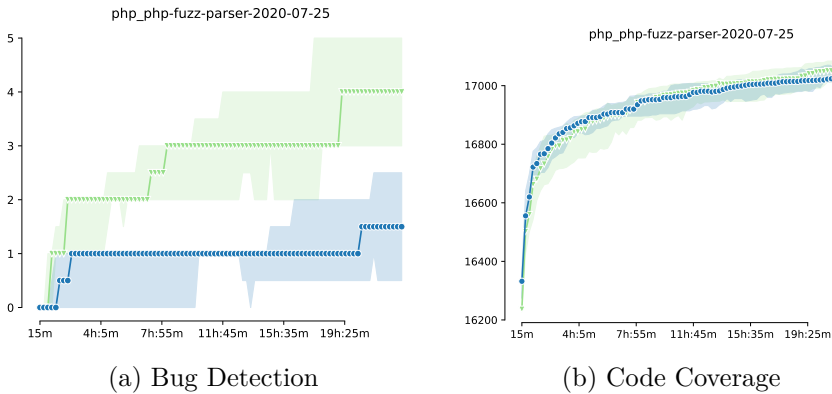 php_php-fuzz-parser-2020-07-25
5
4
3
2
1
0
15m 4h:5m 7h:55m 11h:45m 15h:35m 19h:25m
(a) Bug Detection
php_php-fuzz-parser-2020-07-25
17000
16800
16600
16400
16200
15m 4h:5m 7h:55m 11h:45m 15h:35m 19h:25m
(b) Code Coverage